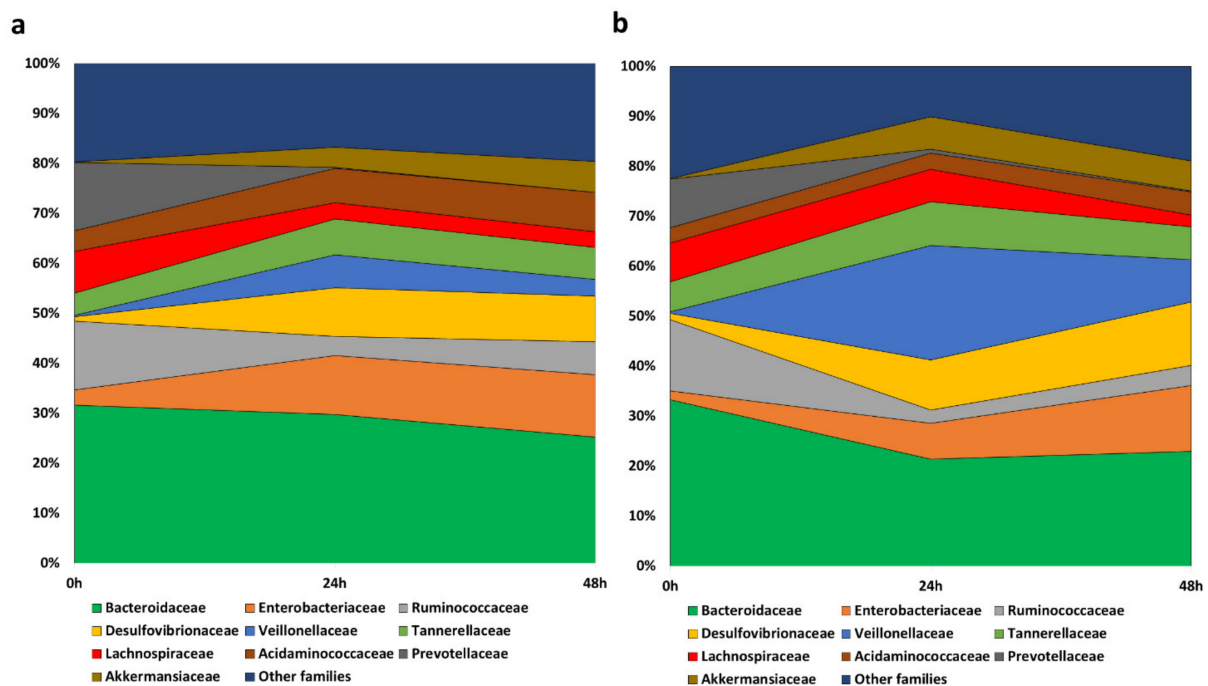 a
100%
90%
80%
70%
60%
50%
40%
30%
20%
10%
0%
0h 24h 48h
Bacteroidaceae Enterobacteriaceae Ruminococcaceae
Desulfovibrionaceae Veillonellaceae Tannerellaceae
Lachnospiraceae Acidaminococcaceae Prevotellaceae
Akkermansiaceae Other families
b
100%
90%
80%
70%
60%
50%
40%
30%
20%
10%
0%
0h 24h 48h
Bacteroidaceae Enterobacteriaceae Ruminococcaceae
Desulfovibrionaceae Veillonellaceae Tannerellaceae
Lachnospiraceae Acidaminococcaceae Prevotellaceae
Akkermansiaceae Other families